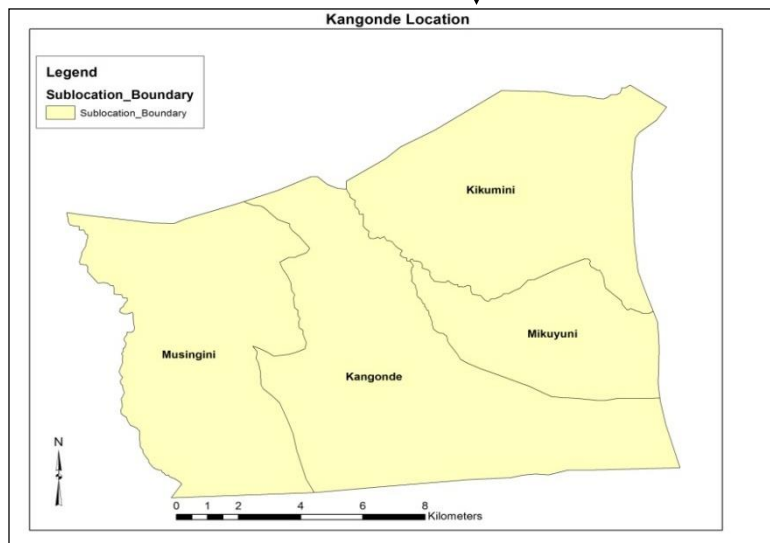 Kangonde Location
Legend
Sublocation_Boundary
Sublocation_Boundary
Kikumini
Mikuyuni
Musingini
Kangonde
N
0 1 2 4 6 8
Kilometers